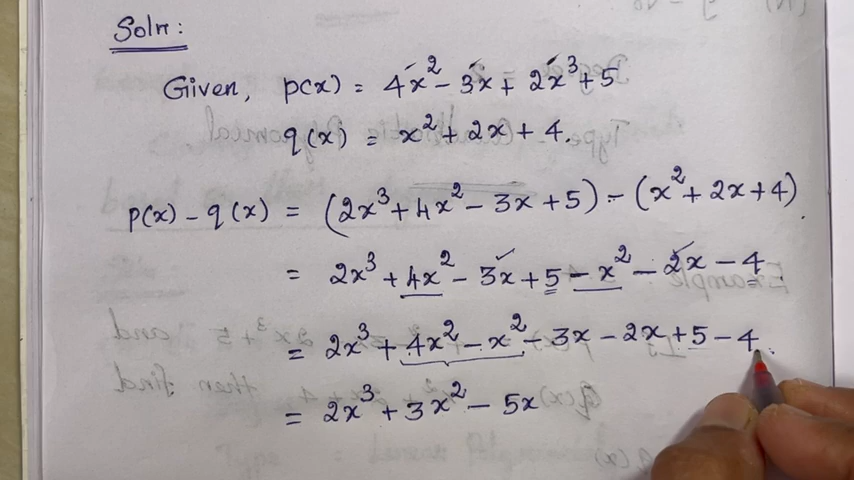 Soln:
Given, p(x) = 4x² - 3x + 2x³ + 5
q(x) = x² + 2x + 4.
p(x) - q(x) = (2x³ + 4x² - 3x + 5) - (x² + 2x + 4)
= 2x³ + 4x² - 3x + 5 - x² - 2x - 4
= 2x³ + 4x² - x² - 3x - 2x + 5 - 4
= 2x³ + 3x² - 5x